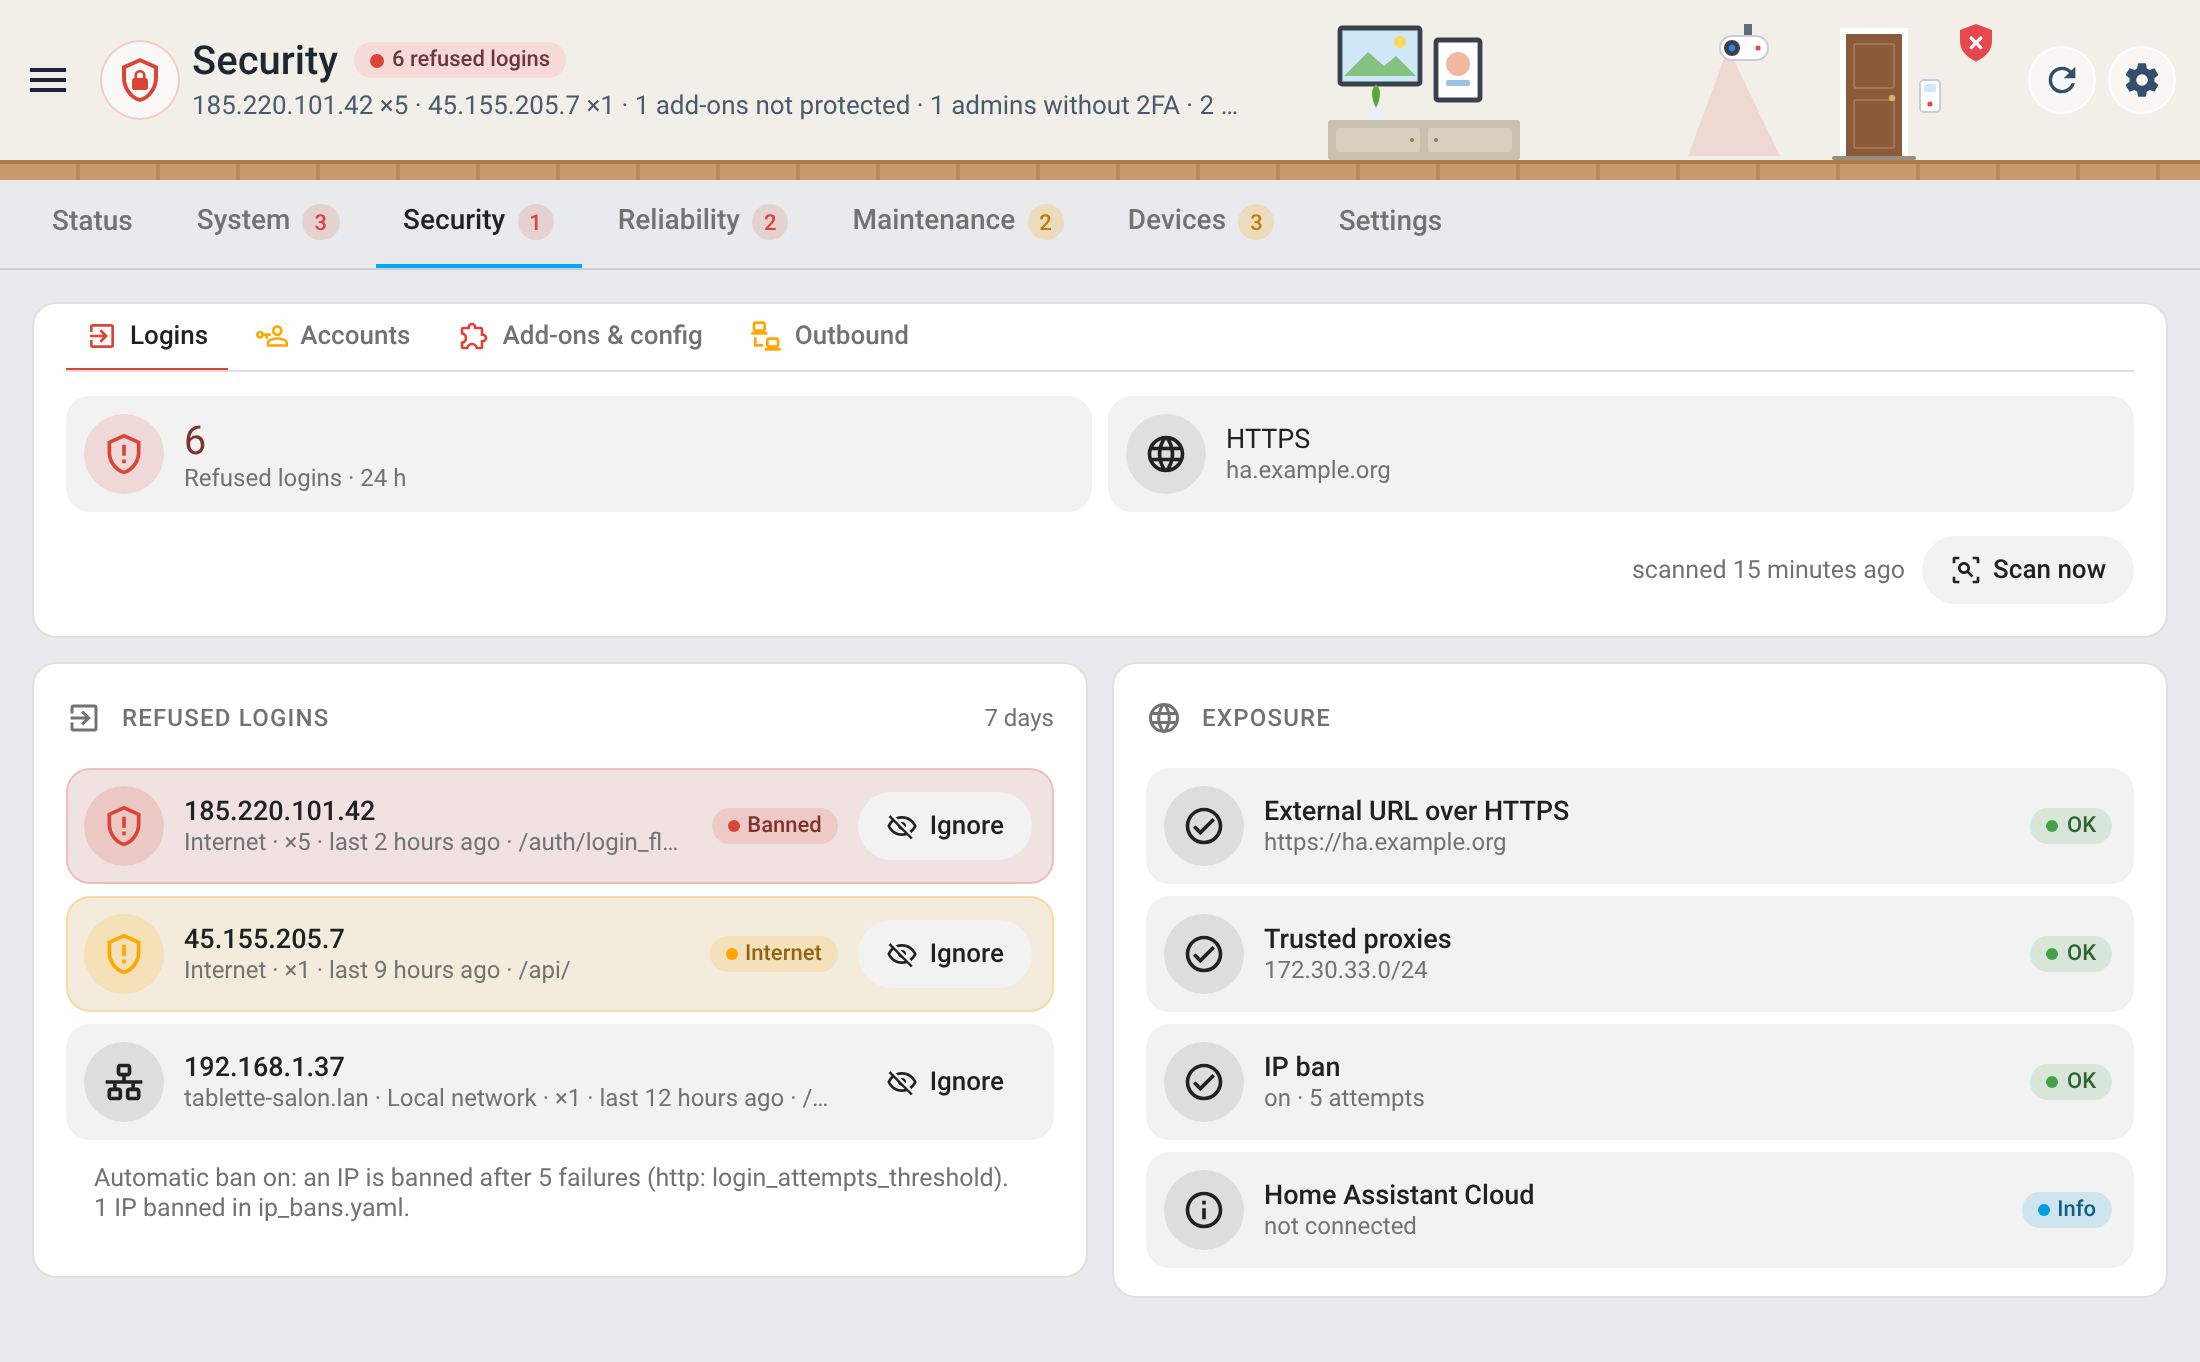 Security
6 refused logins
185.220.101.42 ×5 · 45.155.205.7 ×1 · 1 add-ons not protected · 1 admins without 2FA · 2 ...
Status
System 3
Security 1
Reliability 2
Maintenance 2
Devices 3
Settings
Logins
Accounts
Add-ons & config
Outbound
6
Refused logins · 24 h
HTTPS
ha.example.org
scanned 15 minutes ago
Scan now
REFUSED LOGINS
7 days
185.220.101.42
Internet · ×5 · last 2 hours ago · /auth/login_fl...
Banned
Ignore
45.155.205.7
Internet · ×1 · last 9 hours ago · /api/
Internet
Ignore
192.168.1.37
tablette-salon.lan · Local network · ×1 · last 12 hours ago · /...
Ignore
Automatic ban on: an IP is banned after 5 failures (http: login_attempts_threshold).
1 IP banned in ip_bans.yaml.
EXPOSURE
External URL over HTTPS
https://ha.example.org
OK
Trusted proxies
172.30.33.0/24
OK
IP ban
on · 5 attempts
OK
Home Assistant Cloud
not connected
Info